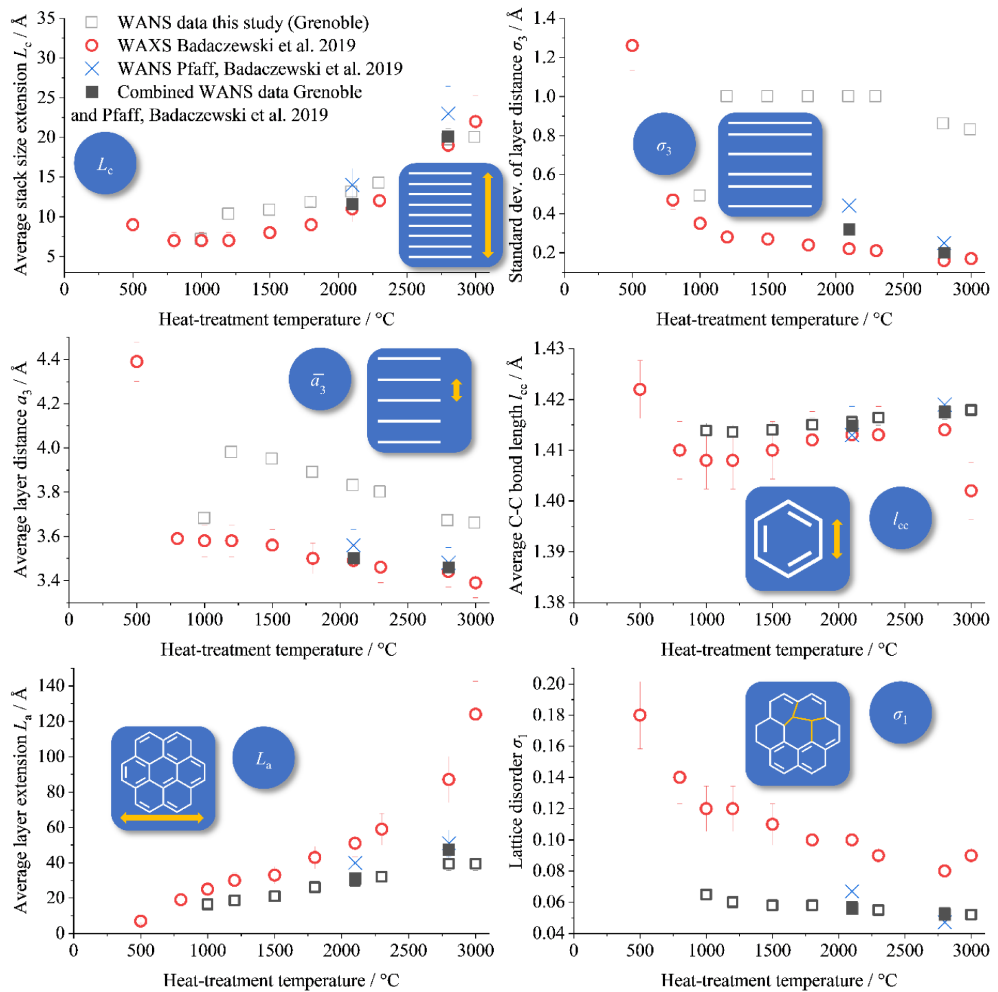 WANS data this study (Grenoble)
WAXS Badaczewski et al. 2019
WANS Pfaff, Badaczewski et al. 2019
Combined WANS data Grenoble
and Pfaff, Badaczewski et al. 2019
Average stack size extension Lc / Å
40
35
30
25
20
15
10
5
Lc
0 500 1000 1500 2000 2500 3000
Heat-treatment temperature / °C
Standard dev. of layer distance σ3 / Å
1.4
1.2
1.0
0.8
0.6
0.4
0.2
σ3
0 500 1000 1500 2000 2500 3000
Heat-treatment temperature / °C
Average layer distance a3 / Å
4.4
4.2
4.0
3.8
3.6
3.4
a̅3
0 500 1000 1500 2000 2500 3000
Heat-treatment temperature / °C
Average C-C bond length lcc / Å
1.43
1.42
1.41
1.40
1.39
1.38
lcc
0 500 1000 1500 2000 2500 3000
Heat-treatment temperature / °C
Average layer extension La / Å
140
120
100
80
60
40
20
0
La
0 500 1000 1500 2000 2500 3000
Heat-treatment temperature / °C
Lattice disorder σ1
0.20
0.18
0.16
0.14
0.12
0.10
0.08
0.06
0.04
σ1
0 500 1000 1500 2000 2500 3000
Heat-treatment temperature / °C